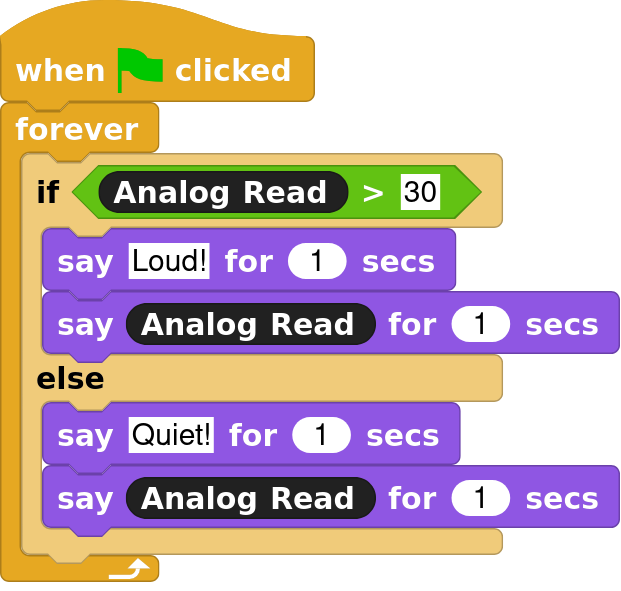 when clicked
forever
if Analog Read > 30
say Loud! for 1 secs
say Analog Read for 1 secs
else
say Quiet! for 1 secs
say Analog Read for 1 secs